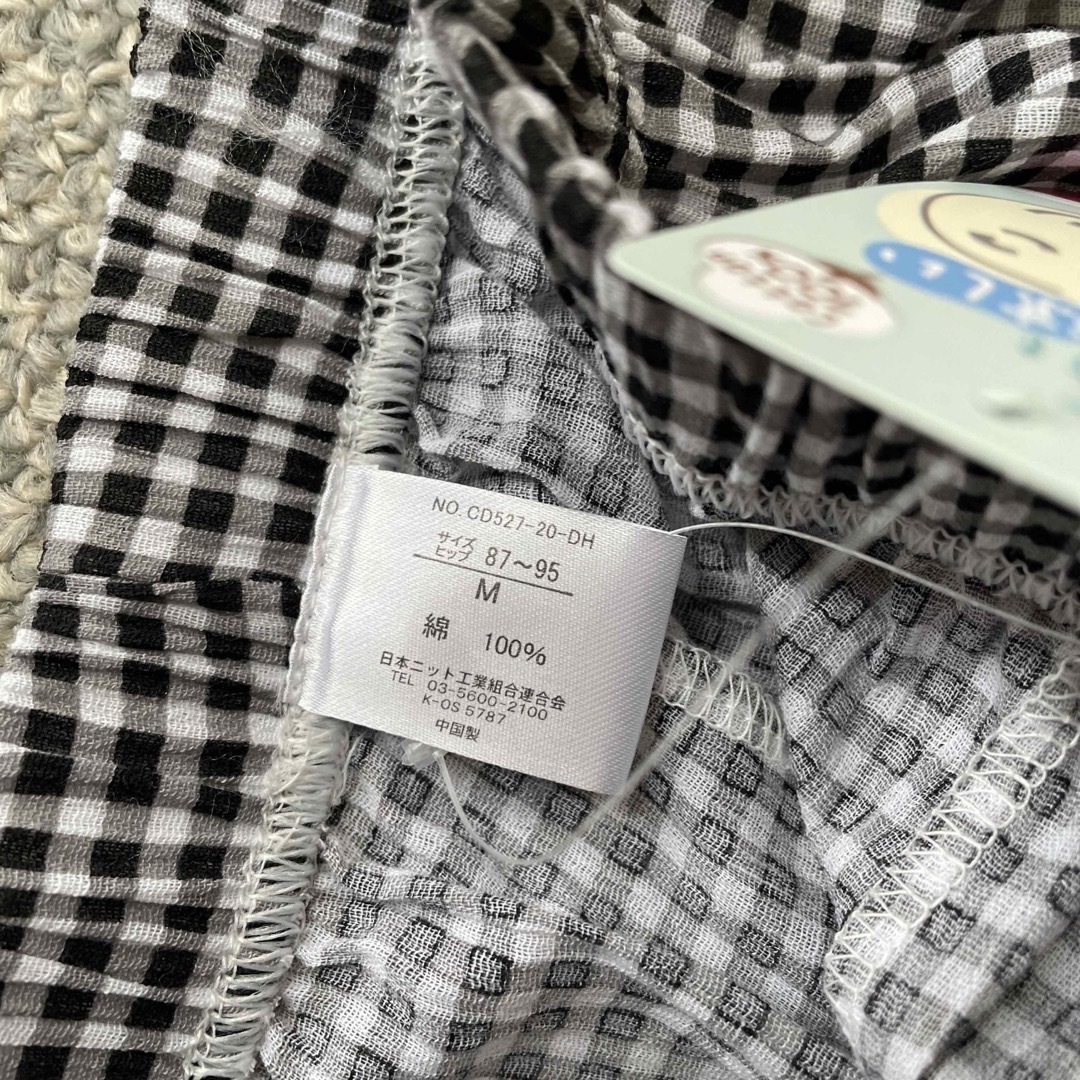 NO.CD527-20-DH
サイズ
ヒップ 87～95
M
綿 100%
日本ニット工業組合連合会
TEL 03-5600-2100
K-OS 5787
中国製